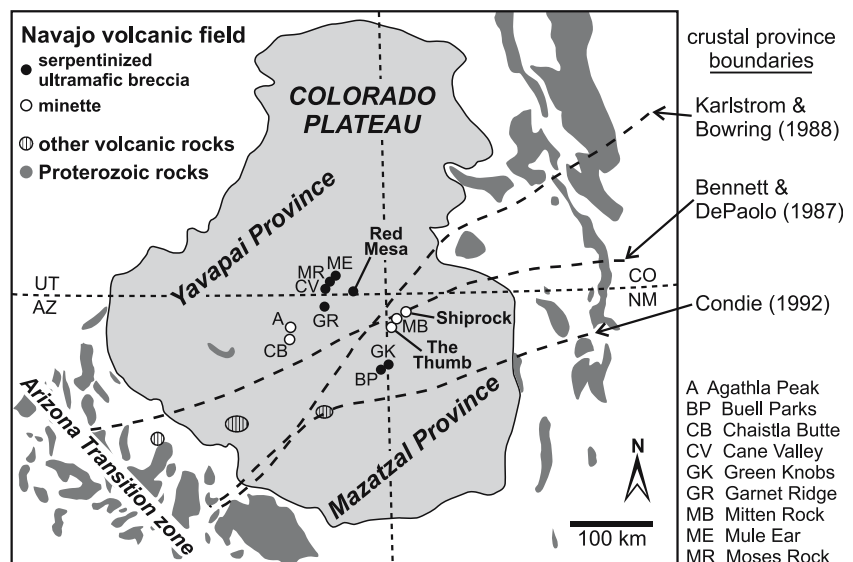 Navajo volcanic field
serpentinized
ultramafic breccia
minette
other volcanic rocks
Proterozoic rocks
COLORADO
PLATEAU
crustal province
boundaries
Karlstrom &
Bowring (1988)
Bennett &
DePaolo (1987)
Condie (1992)
Yavapai Province
Red
Mesa
ME
MR
CV
UT
AZ
CO
NM
GR
A
CB
MB
Shiprock
The
Thumb
GK
BP
Mazatzal Province
Arizona Transition zone
N
100 km
A Agathla Peak
BP Buell Parks
CB Chaistla Butte
CV Cane Valley
GK Green Knobs
GR Garnet Ridge
MB Mitten Rock
ME Mule Ear
MR Moses Rock